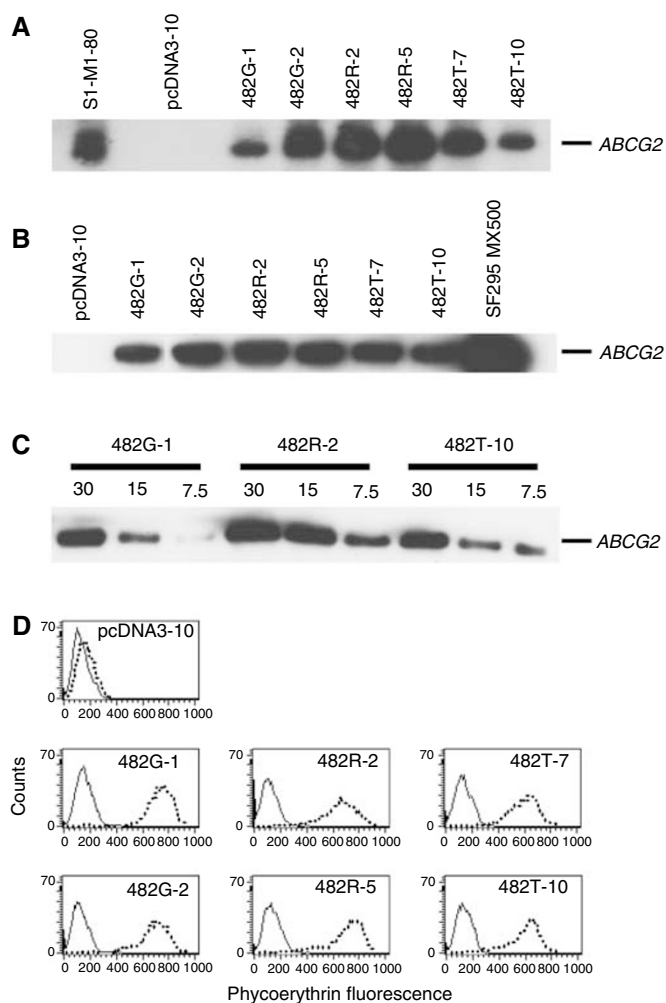 A
S1-M1-80 pcDNA3-10 482G-1 482G-2 482R-2 482R-5 482T-7 482T-10
ABCG2
B
pcDNA3-10 482G-1 482G-2 482R-2 482R-5 482T-7 482T-10 SF295 MX500
ABCG2
C
482G-1 482R-2 482T-10
30 15 7.5 30 15 7.5 30 15 7.5
ABCG2
D
70 pcDNA3-10
0
0 200 400 600 800 1000
Counts
70 482G-1 70 482R-2 70 482T-7
0 0 0
0 200 400 600 800 1000 0 200 400 600 800 1000 0 200 400 600 800 1000
70 482G-2 70 482R-5 70 482T-10
0 0 0
0 200 400 600 800 1000 0 200 400 600 800 1000 0 200 400 600 800 1000
Phycoerythrin fluorescence